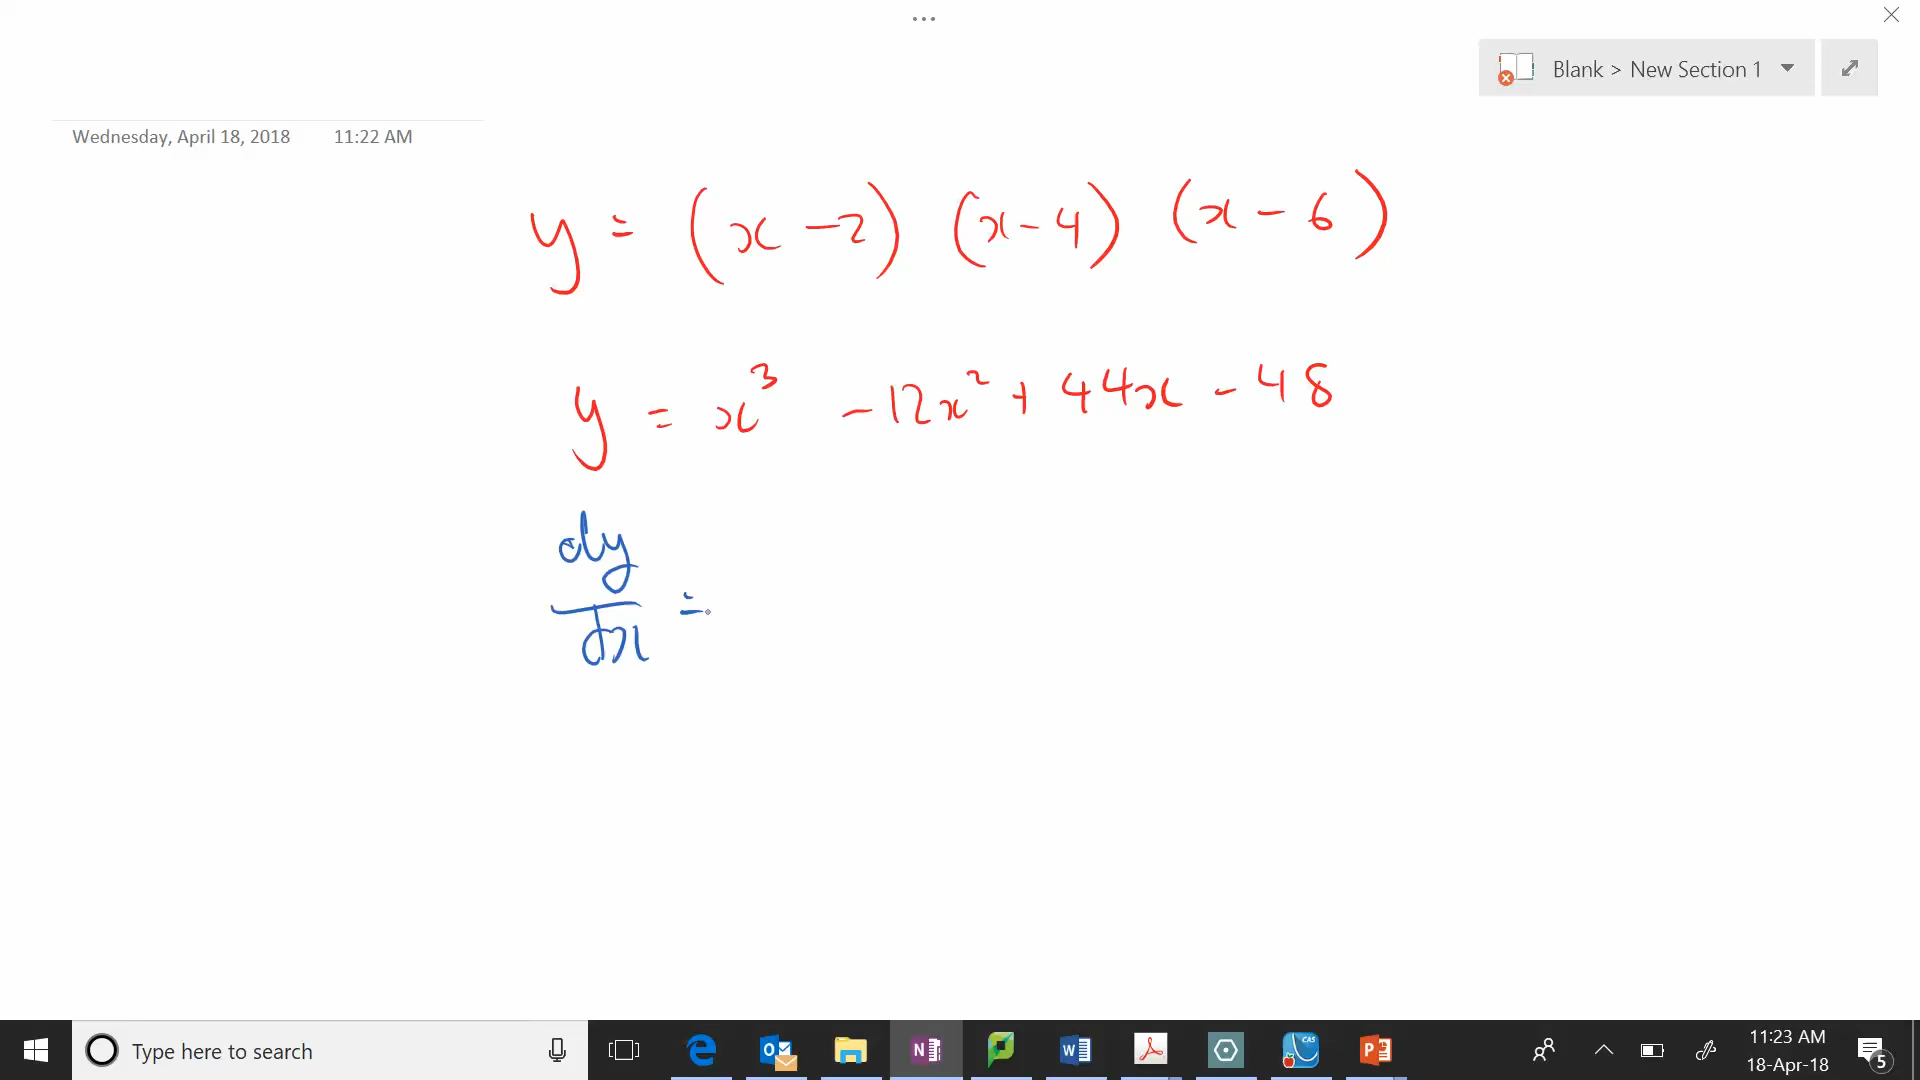 Blank > New Section 1
Wednesday, April 18, 2018 11:22 AM
y = (x - 2) (x - 4) (x - 6)
y = x³ - 12x² + 44x - 48
dy
dx =
Type here to search
11:23 AM
18-Apr-18
5